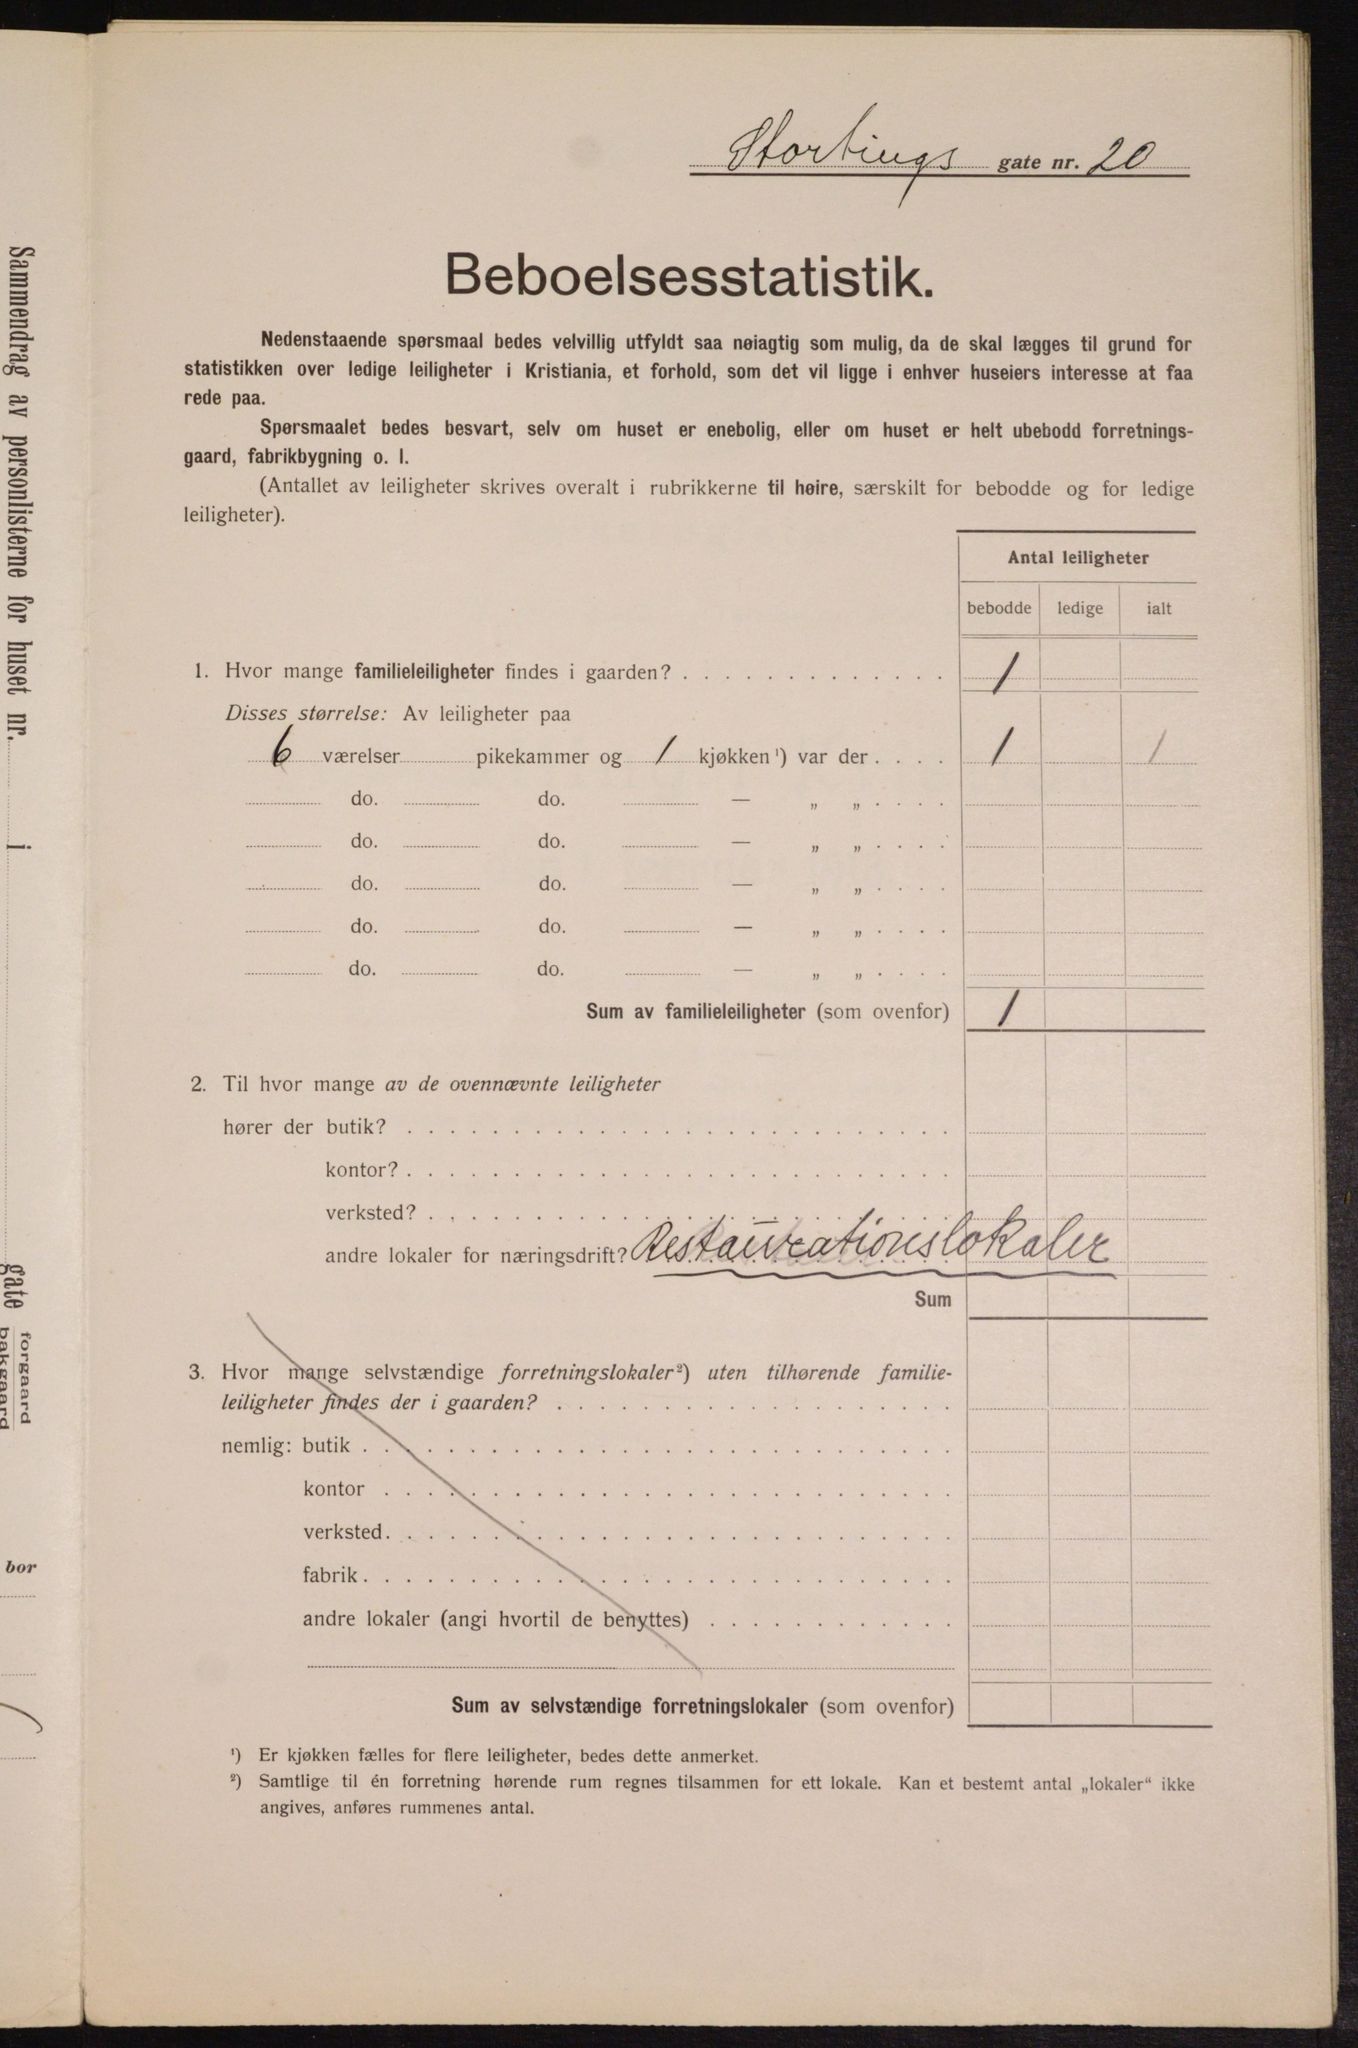 Stortings gate nr. 20
Beboelsesstatistik.
Nedenstaaende spørsmaal bedes velvillig utfyldt saa nøiagtig som mulig, da de skal lægges til grund for
statistikken over ledige leiligheter i Kristiania, et forhold, som det vil ligge i enhver huseiers interesse at faa
rede paa.
Spørsmaalet bedes besvart, selv om huset er enebolig, eller om huset er helt ubebodd forretnings-
gaard, fabrikbygning o. l.
(Antallet av leiligheter skrives overalt i rubrikkerne til høire, særskilt for bebodde og for ledige
leiligheter).
Antal leiligheter
bebodde ledige ialt
1. Hvor mange familieleiligheter findes i gaarden? . . . . . . . . . . . . . 1
Disses størrelse: Av leiligheter paa
6 værelser pikekammer og 1 kjøkken ¹) var der . . . . 1 1
do. do. — „ „ . . . .
do. do. — „ „ . . . .
do. do. — „ „ . . . .
do. do. — „ „ . . . .
do. do. — „ „ . . . .
Sum av familieleiligheter (som ovenfor) 1
2. Til hvor mange av de ovennævnte leiligheter
hører der butik? . . . . . . . . . . . . . . . . . . . . .
kontor? . . . . . . . . . . . . . . . . . . . . .
verksted? . . . . . . . . . . . . . . . . . . . .
andre lokaler for næringsdrift? Restaurationslokaler
Sum
3. Hvor mange selvstændige forretningslokaler ²) uten tilhørende familie-
leiligheter findes der i gaarden? . . . . . . . . . . . . . . .
nemlig: butik . . . . . . . . . . . . . . . . . . . . .
kontor . . . . . . . . . . . . . . . . . . . . .
verksted . . . . . . . . . . . . . . . . . . . . .
fabrik . . . . . . . . . . . . . . . . . . . . .
andre lokaler (angi hvortil de benyttes) . . . . . . . . . .
Sum av selvstændige forretningslokaler (som ovenfor)
¹) Er kjøkken fælles for flere leiligheter, bedes dette anmerket.
²) Samtlige til én forretning hørende rum regnes tilsammen for ett lokale. Kan et bestemt antal „lokaler“ ikke
angives, anføres rummenes antal.
Sammendrag av personlisterne for huset nr. i gate forgaard
bakgaard
bor